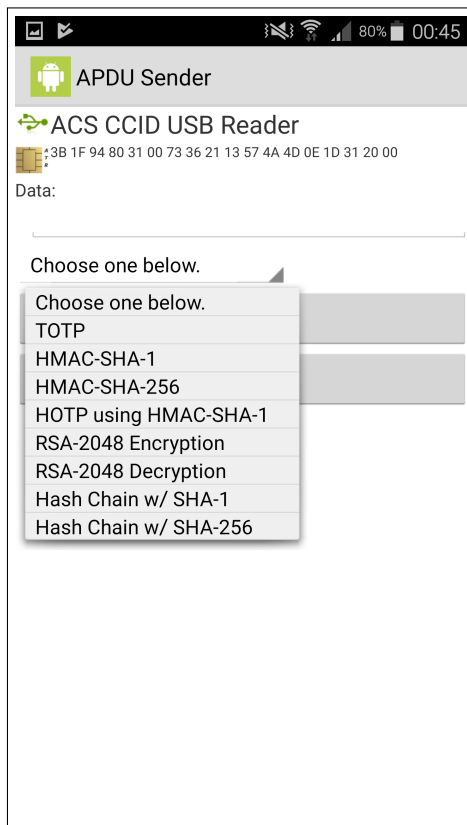 80% 00:45
APDU Sender
ACS CCID USB Reader
ATR 3B 1F 94 80 31 00 73 36 21 13 57 4A 4D 0E 1D 31 20 00
Data:
Choose one below.
Choose one below.
TOTP
HMAC-SHA-1
HMAC-SHA-256
HOTP using HMAC-SHA-1
RSA-2048 Encryption
RSA-2048 Decryption
Hash Chain w/ SHA-1
Hash Chain w/ SHA-256